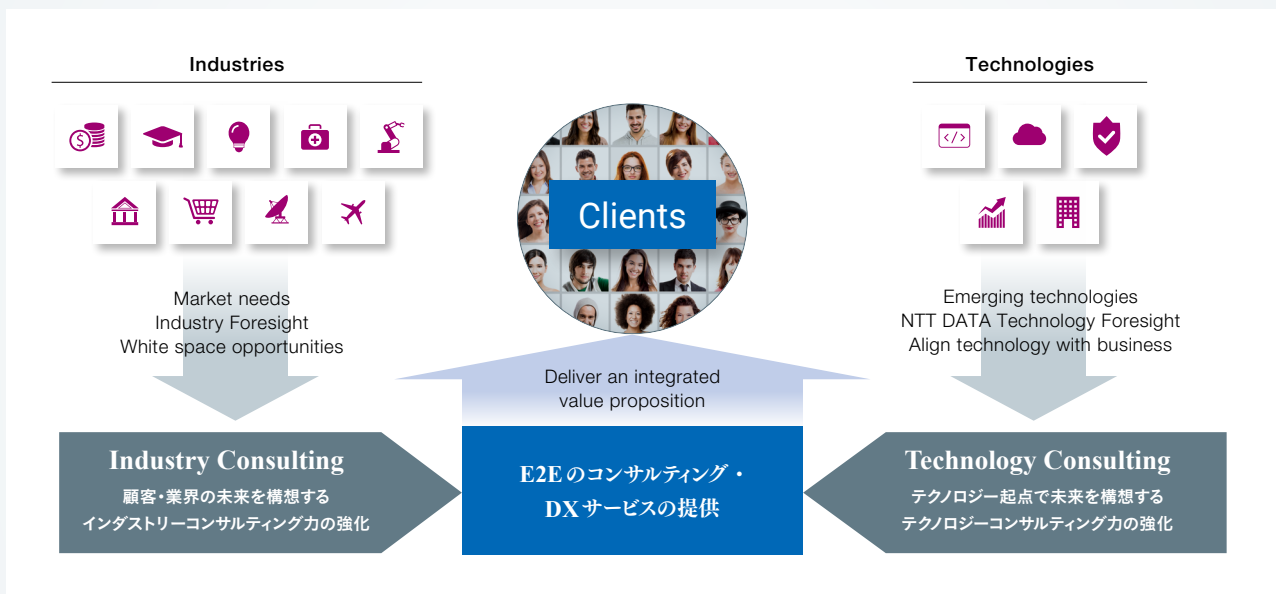 Industries
Technologies
$
</>
Clients
Market needs
Industry Foresight
White space opportunities
Emerging technologies
NTT DATA Technology Foresight
Align technology with business
Deliver an integrated
value proposition
Industry Consulting
顧客・業界の未来を構想する
インダストリーコンサルティング力の強化
E2Eのコンサルティング・
DXサービスの提供
Technology Consulting
テクノロジー起点で未来を構想する
テクノロジーコンサルティング力の強化